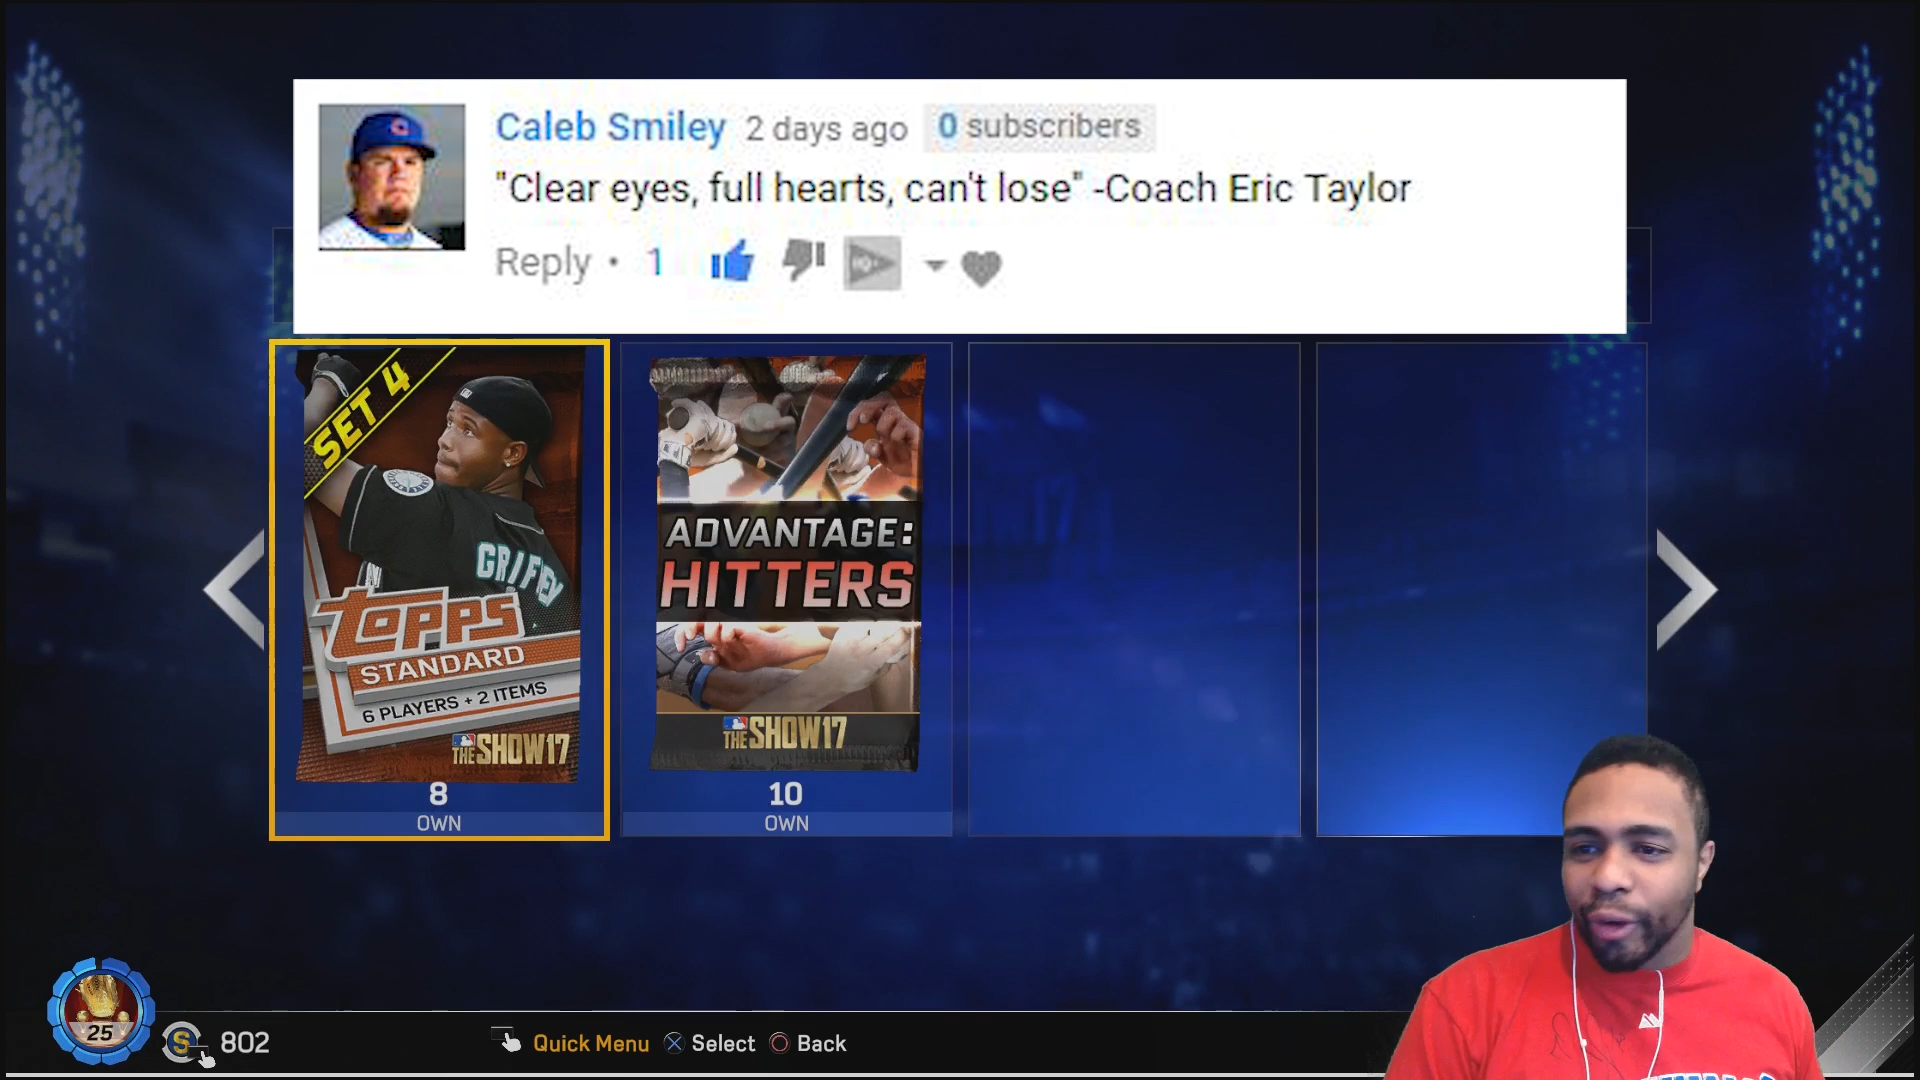 Caleb Smiley 2 days ago 0 subscribers
"Clear eyes, full hearts, can't lose" -Coach Eric Taylor
Reply • 1
SET 4
GRIFFEY
TOPPS
STANDARD
6 PLAYERS + 2 ITEMS
THE SHOW17
8
OWN
ADVANTAGE:
HITTERS
THE SHOW17
10
OWN
25
S 802
Quick Menu Select Back